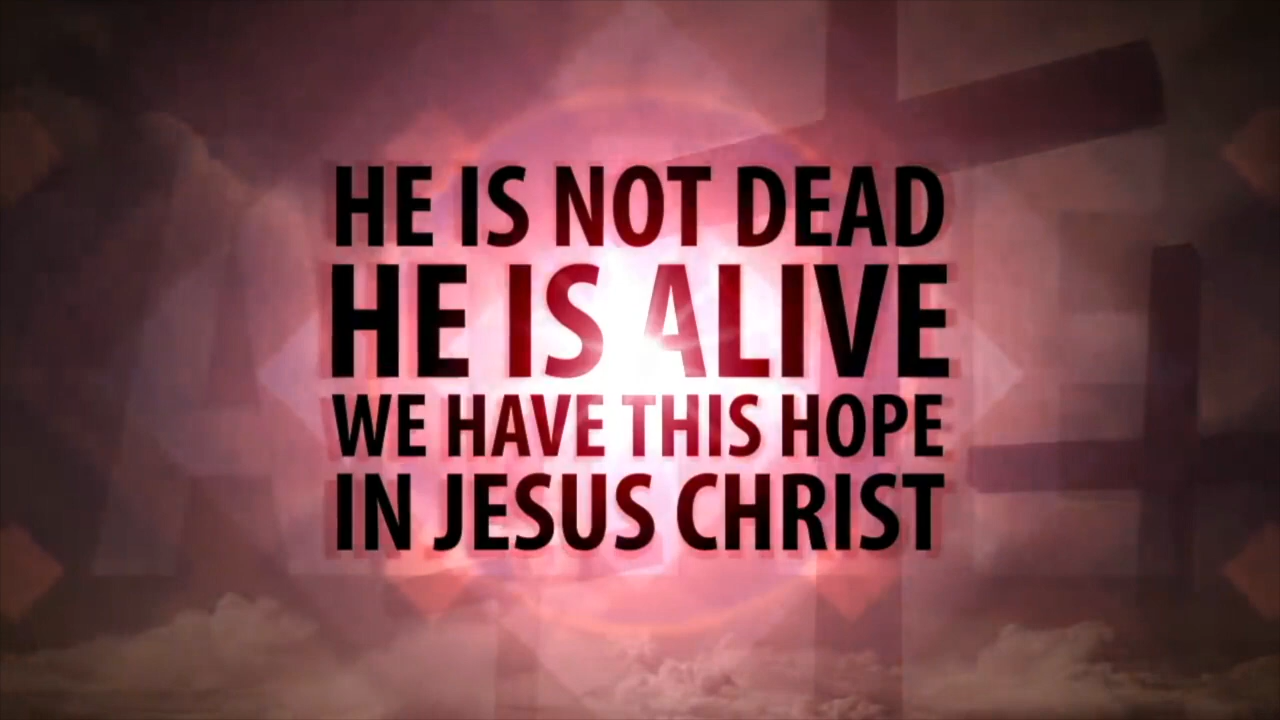 HE IS NOT DEAD
HE IS ALIVE
WE HAVE THIS HOPE
IN JESUS CHRIST